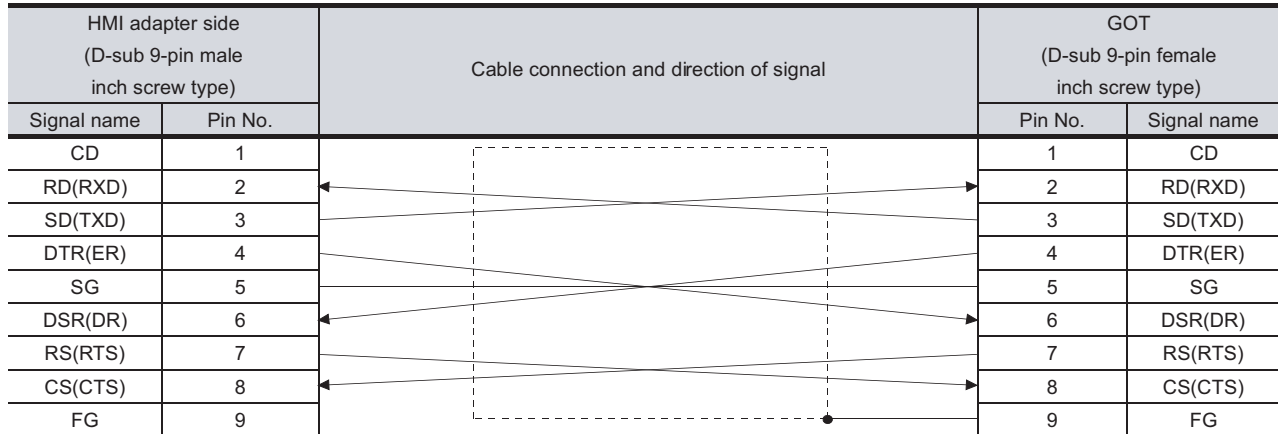 HMI adapter side
(D-sub 9-pin male
inch screw type)
Cable connection and direction of signal
GOT
(D-sub 9-pin female
inch screw type)
Signal name Pin No. Pin No. Signal name
CD 1 1 CD
RD(RXD) 2 2 RD(RXD)
SD(TXD) 3 3 SD(TXD)
DTR(ER) 4 4 DTR(ER)
SG 5 5 SG
DSR(DR) 6 6 DSR(DR)
RS(RTS) 7 7 RS(RTS)
CS(CTS) 8 8 CS(CTS)
FG 9 9 FG